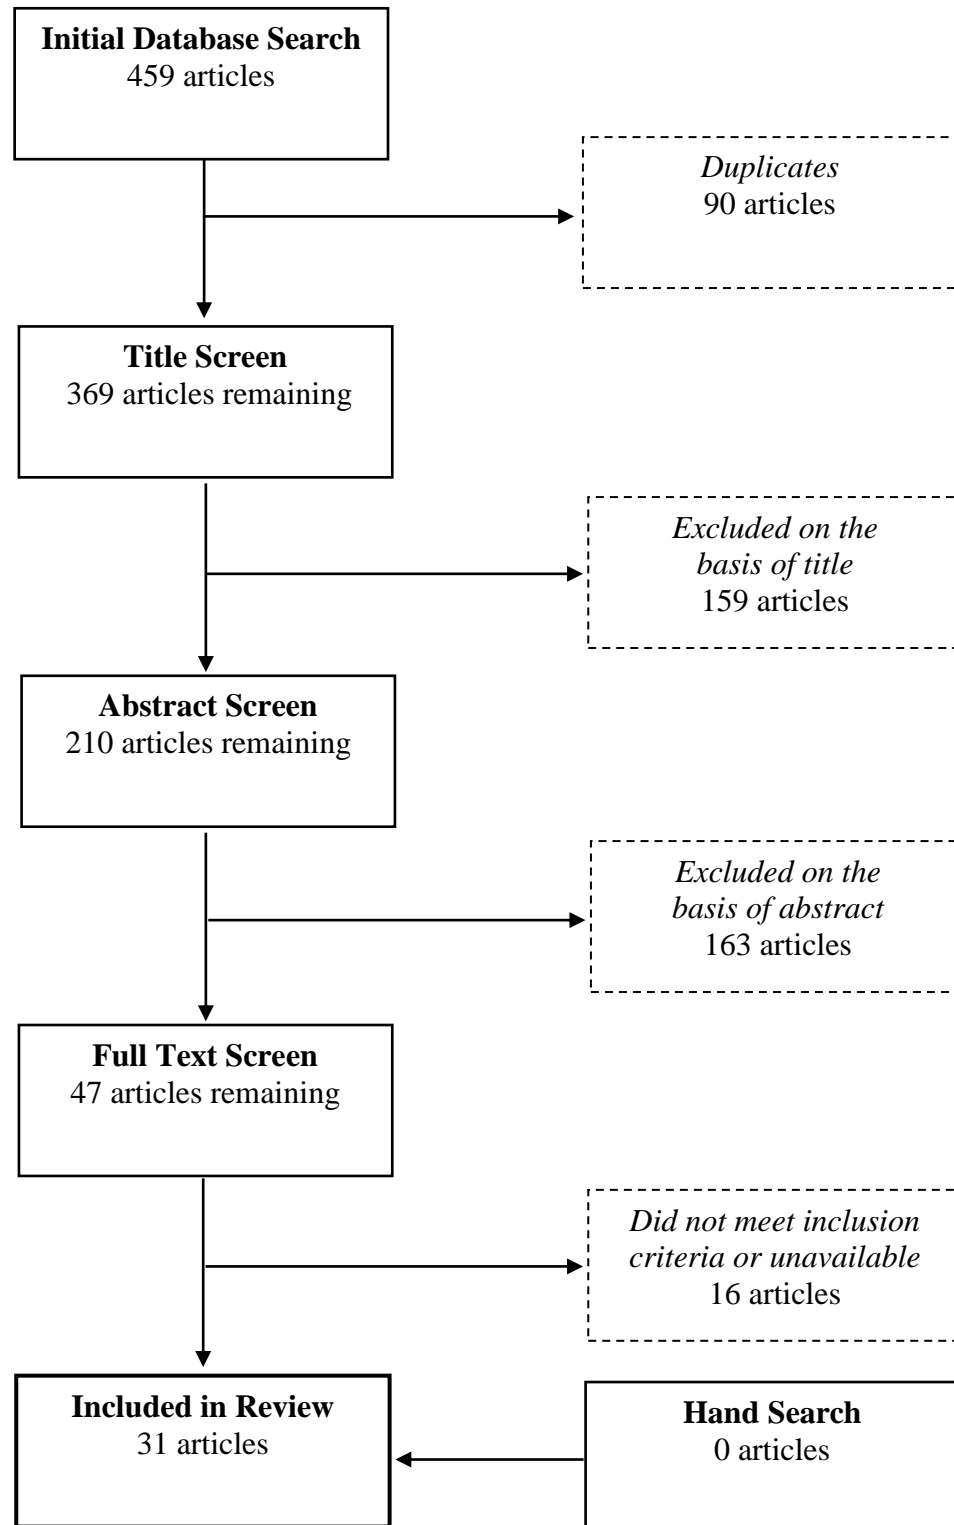 Initial Database Search
459 articles
Duplicates
90 articles
Title Screen
369 articles remaining
Excluded on the
basis of title
159 articles
Abstract Screen
210 articles remaining
Excluded on the
basis of abstract
163 articles
Full Text Screen
47 articles remaining
Did not meet inclusion
criteria or unavailable
16 articles
Included in Review
31 articles
Hand Search
0 articles